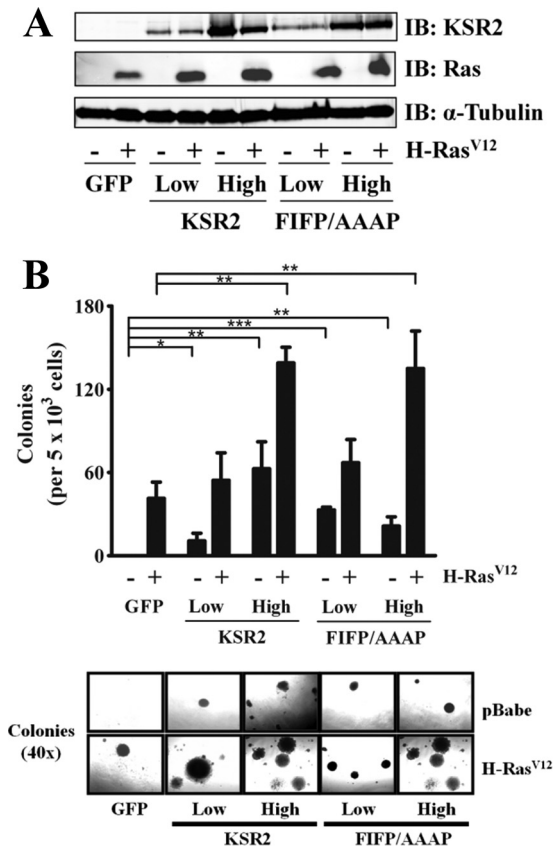 A
IB: KSR2
IB: Ras
IB: α-Tubulin
- + - + - + - + - + H-Ras^V12
GFP Low High Low High
KSR2 FIFP/AAAP
B
**
**
**
***
**
*
180
120
60
0
Colonies
(per 5 x 10³ cells)
- + - + - + - + - + H-Ras^V12
GFP Low High Low High
KSR2 FIFP/AAAP
Colonies
(40x)
pBabe
H-Ras^V12
GFP Low High Low High
KSR2 FIFP/AAAP